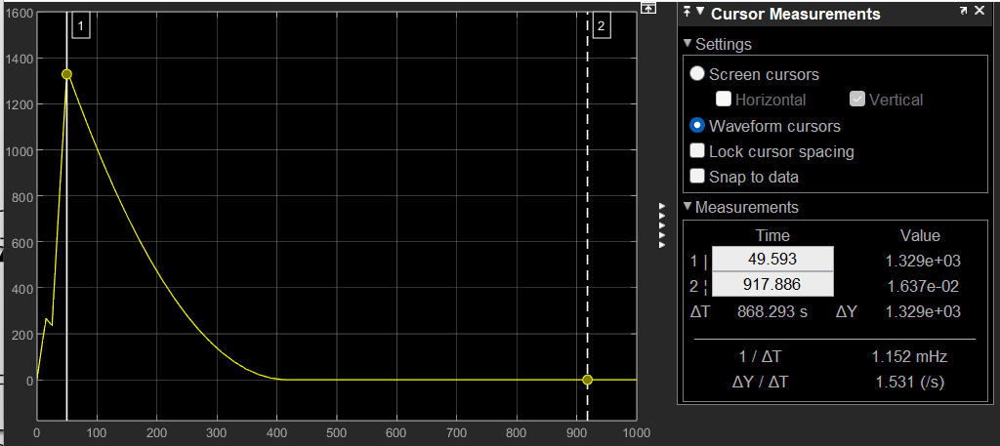 1600
1400
1200
1000
800
600
400
200
0
0 100 200 300 400 500 600 700 800 900 1000
1
2
Cursor Measurements
Settings
Screen cursors
Horizontal Vertical
Waveform cursors
Lock cursor spacing
Snap to data
Measurements
Time Value
1 | 49.593 1.329e+03
2 ¦ 917.886 1.637e-02
ΔT 868.293 s ΔY 1.329e+03
1 / ΔT 1.152 mHz
ΔY / ΔT 1.531 (/s)